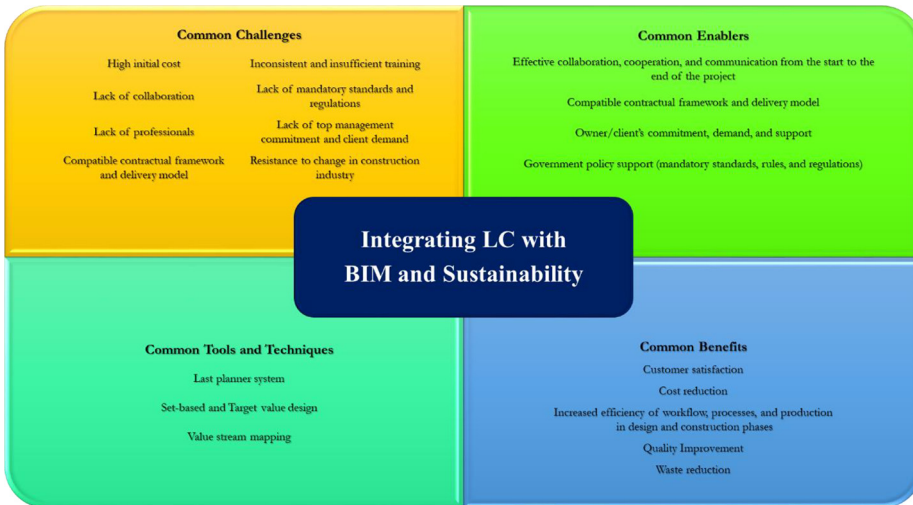 Common Challenges
High initial cost
Inconsistent and insufficient training
Lack of collaboration
Lack of mandatory standards and
regulations
Lack of professionals
Lack of top management
commitment and client demand
Compatible contractual framework
and delivery model
Resistance to change in construction
industry
Common Enablers
Effective collaboration, cooperation, and communication from the start to the
end of the project
Compatible contractual framework and delivery model
Owner/client's commitment, demand, and support
Government policy support (mandatory standards, rules, and regulations)
Integrating LC with
BIM and Sustainability
Common Tools and Techniques
Last planner system
Set-based and Target value design
Value stream mapping
Common Benefits
Customer satisfaction
Cost reduction
Increased efficiency of workflow, processes, and production
in design and construction phases
Quality Improvement
Waste reduction